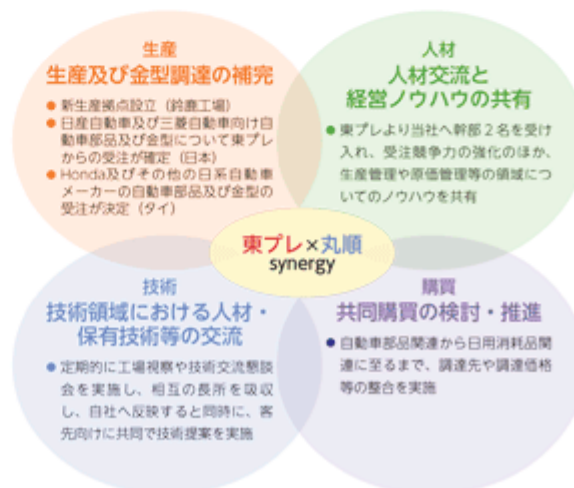 生産
生産及び金型調達の補完
● 新生産拠点設立（鈴鹿工場）
● 日産自動車及び三菱自動車向け自
動車部品及び金型について東プレ
からの受注が確定（日本）
● Honda及びその他の日系自動車
メーカーの自動車部品及び金型の
受注が決定（タイ）
人材
人材交流と
経営ノウハウの共有
● 東プレより当社へ幹部2名を受け
入れ、受注競争力の強化のほか、
生産管理や原価管理等の領域につ
いてのノウハウを共有
東プレ×丸順
synergy
技術
技術領域における人材・
保有技術等の交流
● 定期的に工場視察や技術交流懇談
会を実施し、相互の長所を吸収
し、自社へ反映すると同時に、客
先向けに共同で技術提案を実施
購買
共同購買の検討・推進
● 自動車部品関連から日用消耗品関
連に至るまで、調達先や調達価格
等の整合を実施